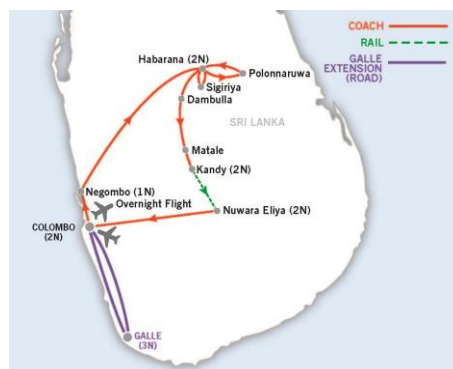 COACH
RAIL
GALLE
EXTENSION
(ROAD)
Habarana (2N)
Polonnaruwa
Sigiriya
Dambulla
SRI LANKA
Matale
Kandy (2N)
Negombo (1N)
Overnight Flight
Nuwara Eliya (2N)
COLOMBO
(2N)
GALLE
(3N)